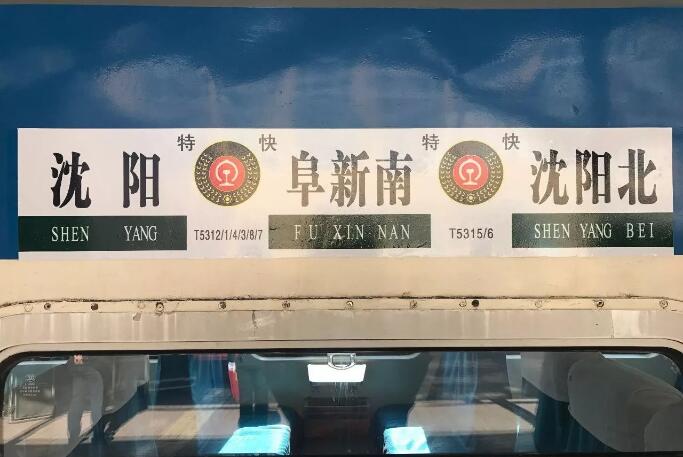 特 快 特 快
沈 阳 阜新南 沈阳北
SHEN YANG T5312/1/4/3/8/7 FU XIN NAN T5315/6 SHEN YANG BEI